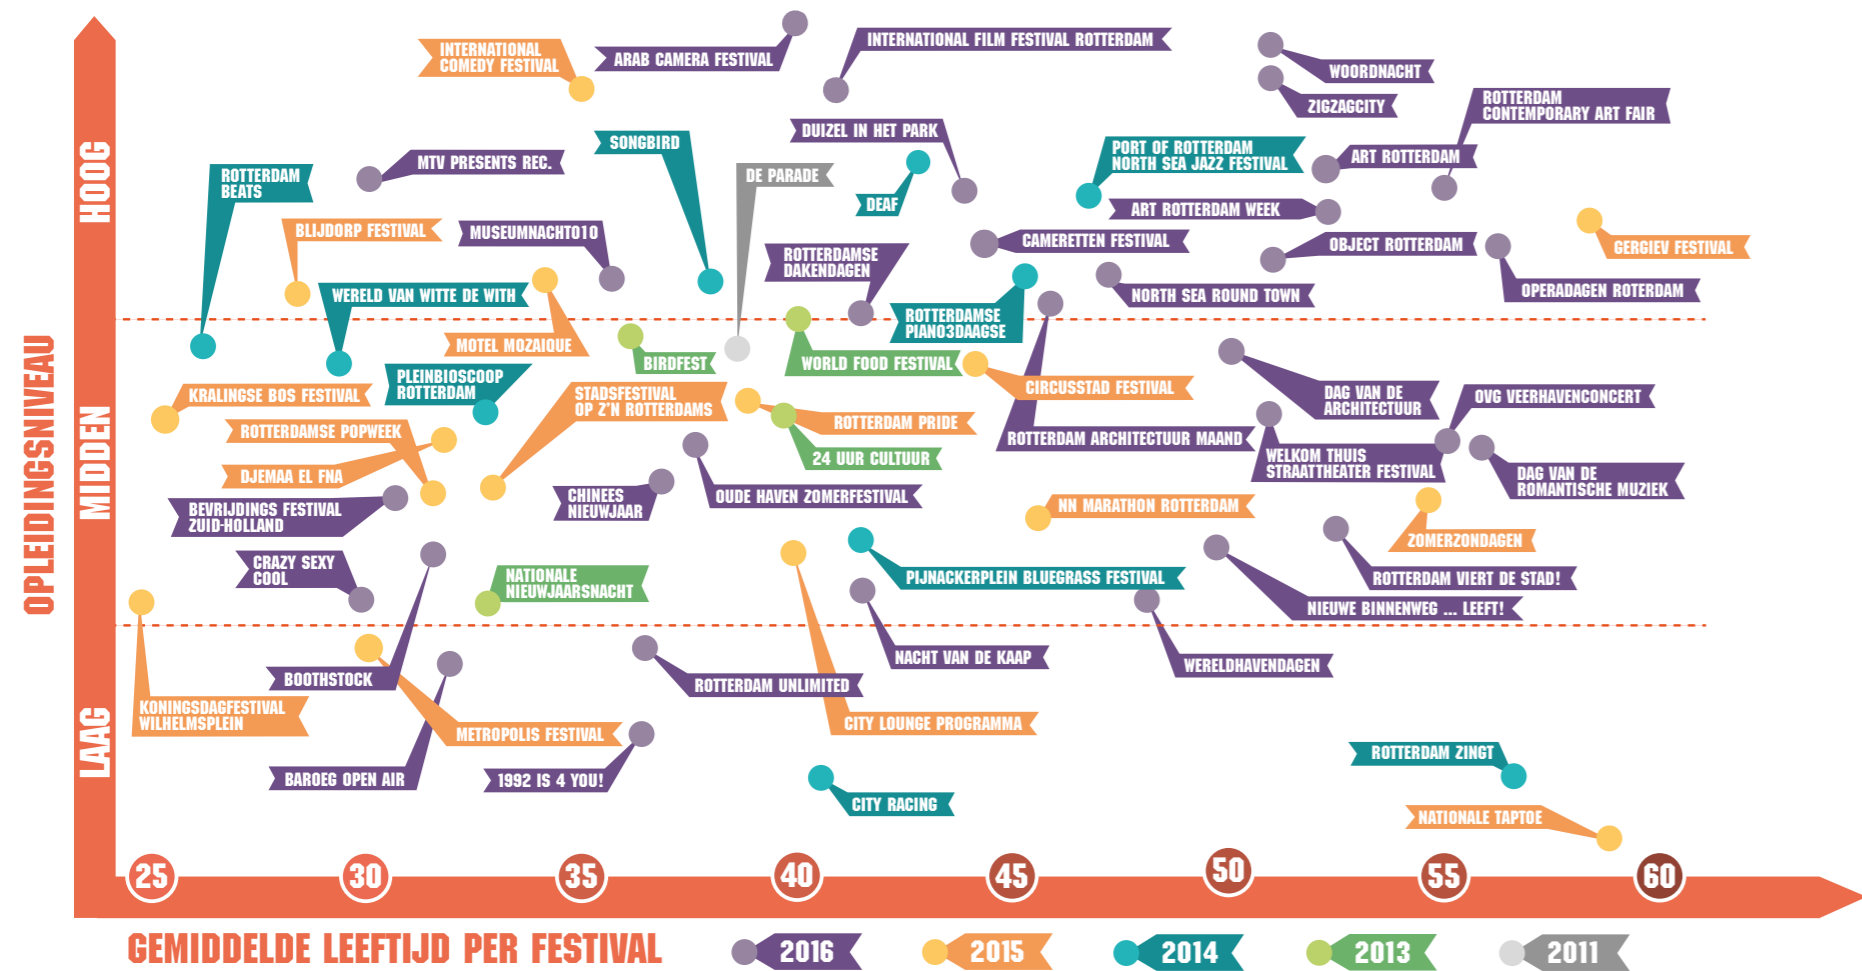 INTERNATIONAL
COMEDY FESTIVAL
ARAB CAMERA FESTIVAL
INTERNATIONAL FILM FESTIVAL ROTTERDAM
WOORDNACHT
ZIGZAGCITY
ROTTERDAM
CONTEMPORARY ART FAIR
DUIZEL IN HET PARK
SONGBIRD
PORT OF ROTTERDAM
NORTH SEA JAZZ FESTIVAL
ART ROTTERDAM
MTV PRESENTS REC.
ROTTERDAM
BEATS
DE PARADE
DEAF
ART ROTTERDAM WEEK
BLIJDORP FESTIVAL
MUSEUMNACHT010
CAMERETTEN FESTIVAL
OBJECT ROTTERDAM
GERGIEV FESTIVAL
ROTTERDAMSE
DAKENDAGEN
WERELD VAN WITTE DE WITH
NORTH SEA ROUND TOWN
OPERADAGEN ROTERDAM
ROTTERDAMSE
PIANO3DAAGSE
MOTEL MOZAIQUE
BIRDFEST
WORLD FOOD FESTIVAL
PLEINBIOSCOOP
ROTTERDAM
KRALINGSE BOS FESTIVAL
STADSFESTIVAL
OP Z'N ROTTERDAMS
CIRCUSSTAD FESTIVAL
DAG VAN DE
ARCHITECTUUR
OVG VEERHAVENCONCERT
ROTTERDAMSE POPWEEK
ROTTERDAM PRIDE
ROTTERDAM ARCHITECTUUR MAAND
24 UUR CULTUUR
WELKOM THUIS
STRAATTHEATER FESTIVAL
DJEMAA EL FNA
DAG VAN DE
ROMANTISCHE MUZIEK
CHINEES
NIEUWJAAR
OUDE HAVEN ZOMERFESTIVAL
NN MARATHON ROTTERDAM
BEVRIJDINGS FESTIVAL
ZUID-HOLLAND
ZOMERZONDAGEN
CRAZY SEXY
COOL
NATIONALE
NIEUWJAARSNACHT
PIJNACKERPLEIN BLUEGRASS FESTIVAL
ROTTERDAM VIERT DE STAD!
NIEUWE BINNENWEG ... LEEFT!
NACHT VAN DE KAAP
WERELDHAVENDAGEN
BOOTHSTOCK
ROTTERDAM UNLIMITED
KONINGSDAGFESTIVAL
WILHELMSPLEIN
CITY LOUNGE PROGRAMMA
METROPOLIS FESTIVAL
ROTTERDAM ZINGT
BAROEG OPEN AIR
1992 IS 4 YOU!
CITY RACING
NATIONALE TAPTOE
OPLEIDINGSNIVEAU
HOOG
MIDDEN
LAAG
25 30 35 40 45 50 55 60
GEMIDDELDE LEEFTIJD PER FESTIVAL
2016 2015 2014 2013 2011